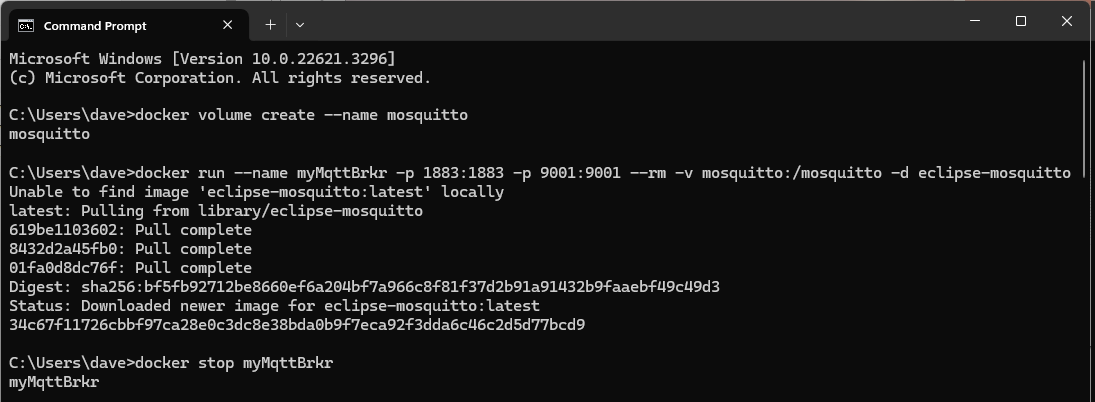 Command Prompt
Microsoft Windows [Version 10.0.22621.3296]
(c) Microsoft Corporation. All rights reserved.
C:\Users\dave>docker volume create --name mosquitto
mosquitto
C:\Users\dave>docker run --name myMqttBrkr -p 1883:1883 -p 9001:9001 --rm -v mosquitto:/mosquitto -d eclipse-mosquitto
Unable to find image 'eclipse-mosquitto:latest' locally
latest: Pulling from library/eclipse-mosquitto
619be1103602: Pull complete
8432d2a45fb0: Pull complete
01fa0d8dc76f: Pull complete
Digest: sha256:bf5fb92712be8660ef6a204bf7a966c8f81f37d2b91a91432b9faaebf49c49d3
Status: Downloaded newer image for eclipse-mosquitto:latest
34c67f11726cbbf97ca28e0c3dc8e38bda0b9f7eca92f3dda6c46c2d5d77bcd9
C:\Users\dave>docker stop myMqttBrkr
myMqttBrkr